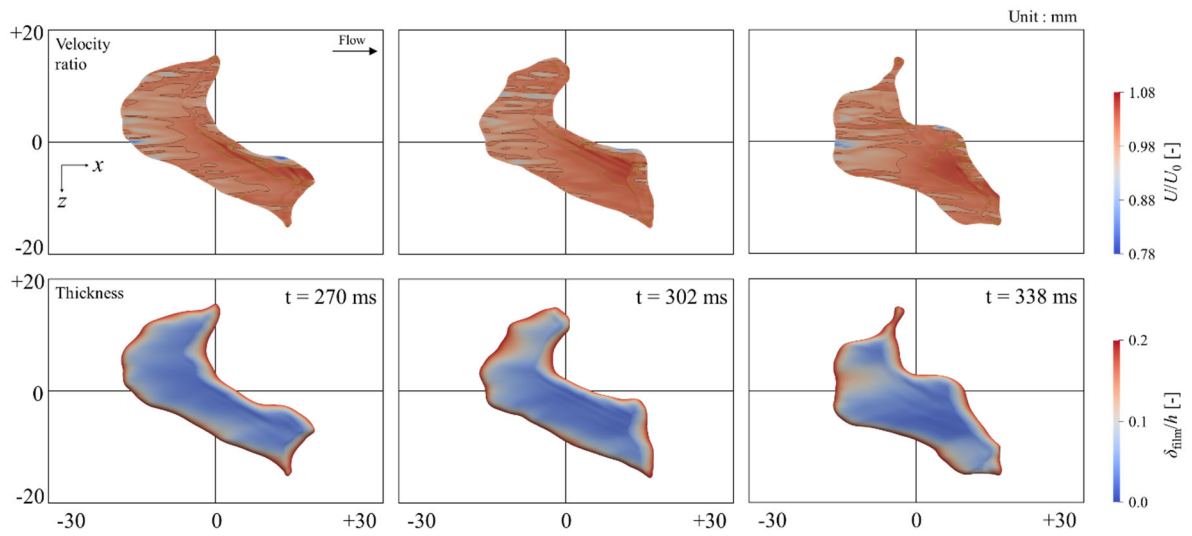 Unit : mm
+20
Velocity
ratio
Flow
0
x
z
-20
1.08
0.98
0.88
0.78
U/U₀ [-]
+20
Thickness
t = 270 ms
t = 302 ms
t = 338 ms
0
-20
-30
0
+30
-30
0
+30
-30
0
+30
0.2
0.1
0.0
δfilm/h [-]